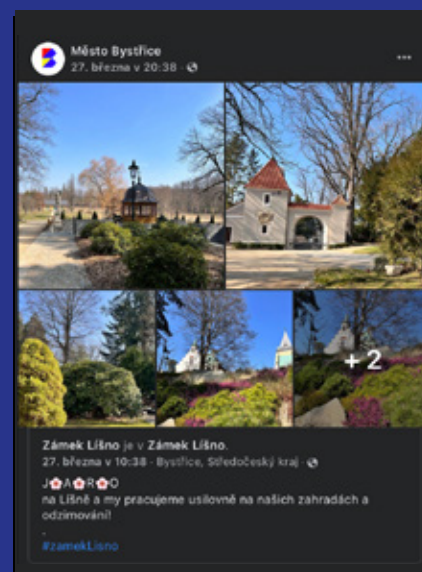 Město Bystřice
27. března v 20:38 ·
+ 2
Zámek Líšno je v Zámek Líšno.
27. března v 10:38 · Bystřice, Středočeský kraj ·
J🌸A🌸R🌸O
na Líšně a my pracujeme usilovně na našich zahradách a
odzimování!
.
#zamekLisno